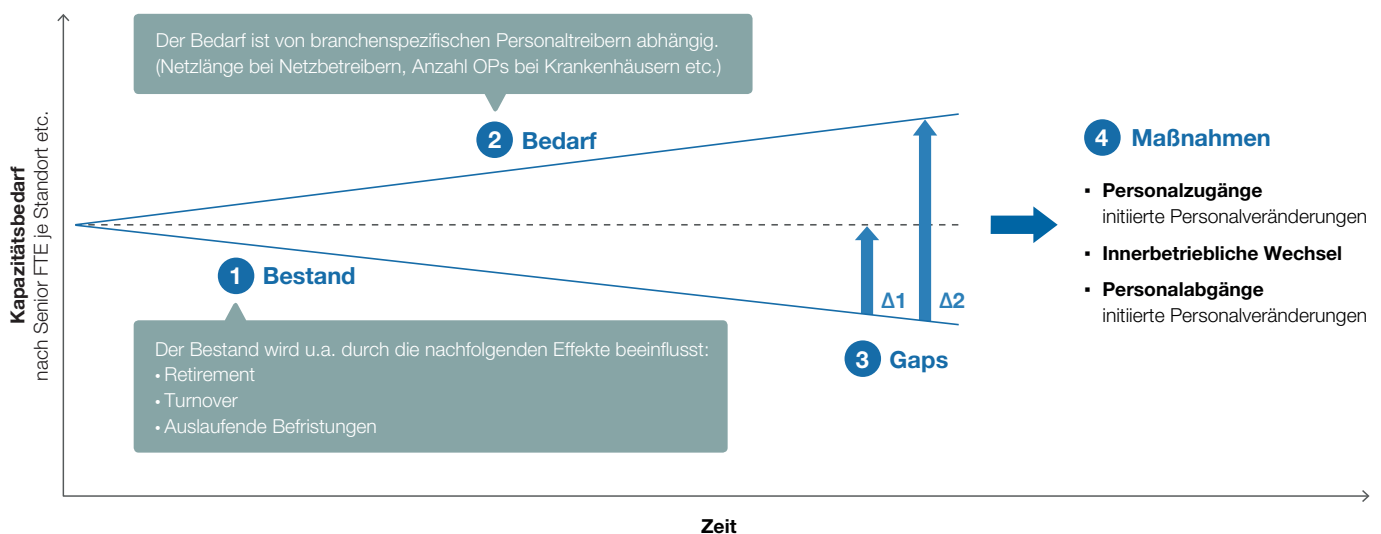 Kapazitätsbedarf
nach Senior FTE je Standort etc.
Der Bedarf ist von branchenspezifischen Personaltreibern abhängig.
(Netzlänge bei Netzbetreibern, Anzahl OPs bei Krankenhäusern etc.)
2 Bedarf
1 Bestand
Der Bestand wird u.a. durch die nachfolgenden Effekte beeinflusst:
• Retirement
• Turnover
• Auslaufende Befristungen
Δ1 Δ2
3 Gaps
4 Maßnahmen
▪ Personalzugänge
initiierte Personalveränderungen
▪ Innerbetriebliche Wechsel
▪ Personalabgänge
initiierte Personalveränderungen
Zeit